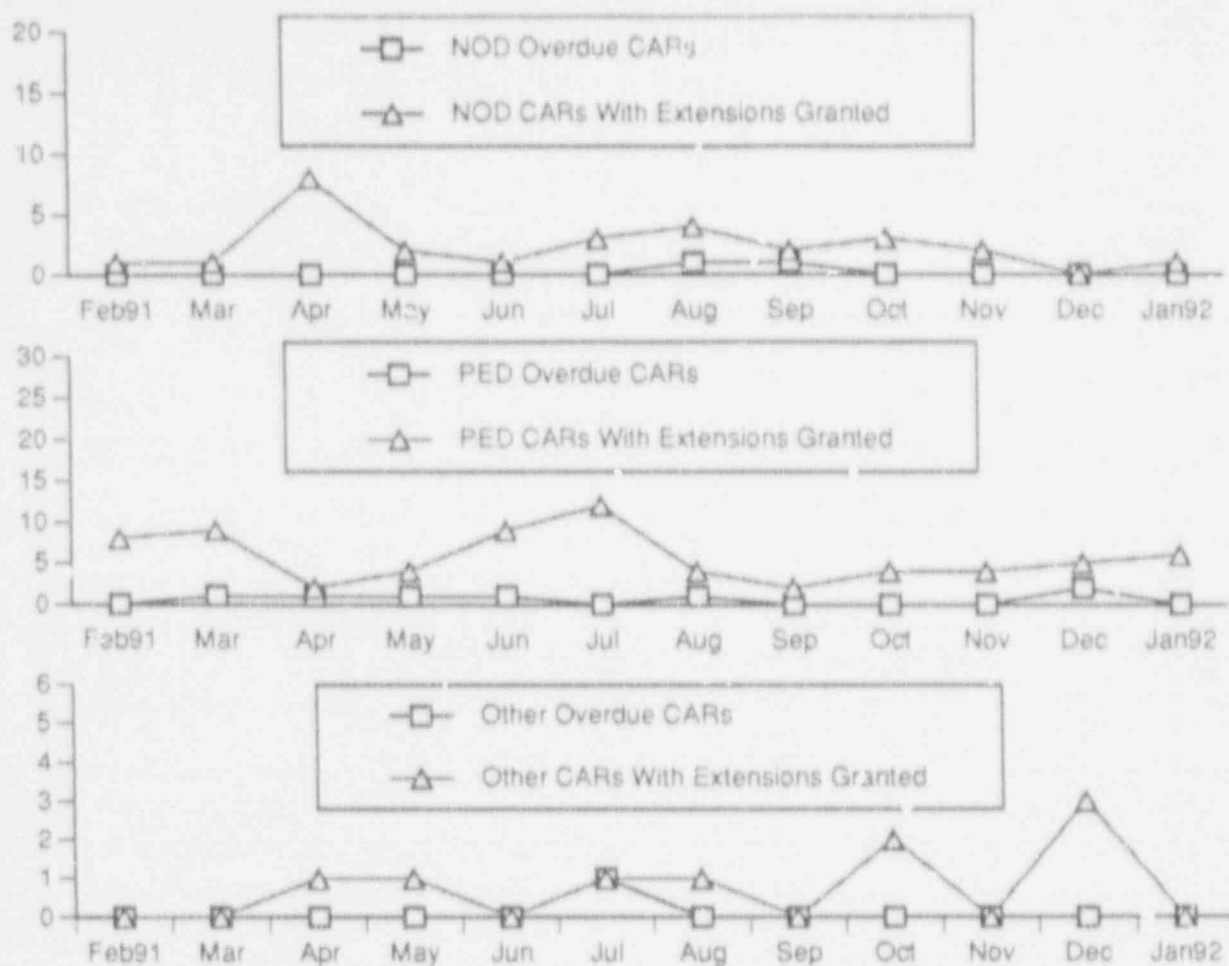 20
15
10
5
0
NOD Overdue CARs
NOD CARs With Extensions Granted
Feb91 Mar Apr May Jun Jul Aug Sep Oct Nov Dec Jan92
30
25
20
15
10
5
0
PED Overdue CARs
PED CARs With Extensions Granted
Feb91 Mar Apr May Jun Jul Aug Sep Oct Nov Dec Jan92
6
5
4
3
2
1
0
Other Overdue CARs
Other CARs With Extensions Granted
Feb91 Mar Apr May Jun Jul Aug Sep Oct Nov Dec Jan92